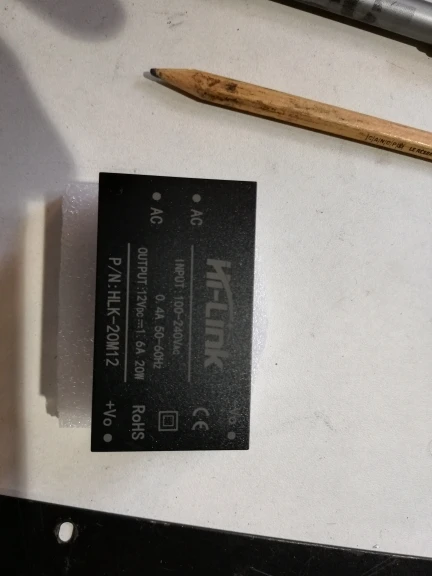 Hi-Link
INPUT:100-240VAC
0.4A 50-60Hz
OUTPUT:12VDC⎓1.6A 20W
P/N:HLK-20M12
AC
AC
-Vo
+Vo
CE
RoHS